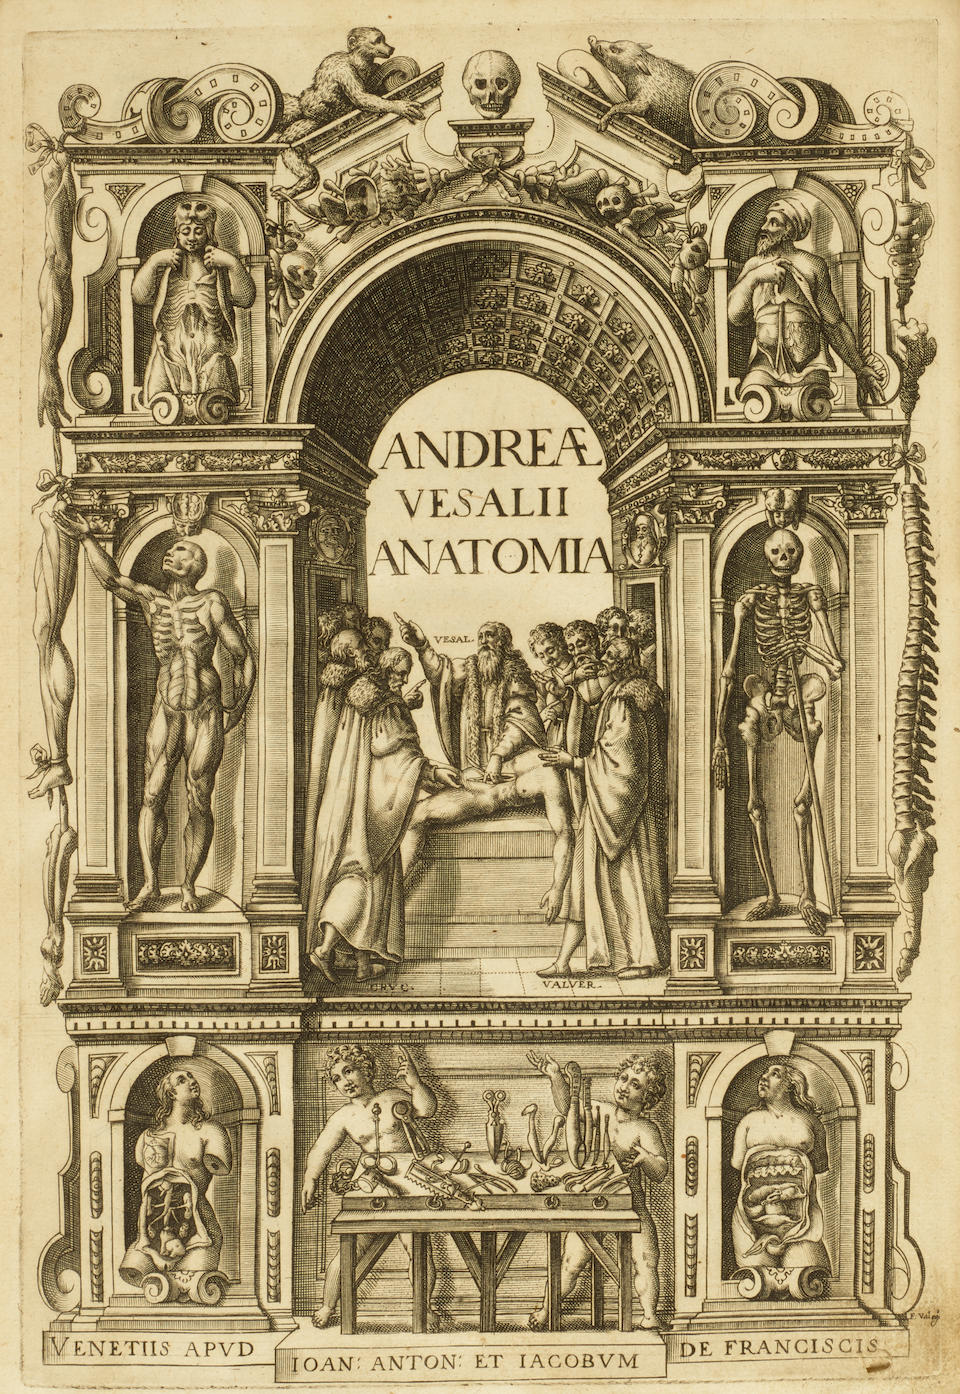 ANDREÆ
VESALII
ANATOMIA
VESAL.
VALVER.
VENETIIS APVD
IOAN: ANTON: ET IACOBVM
DE FRANCISCIS